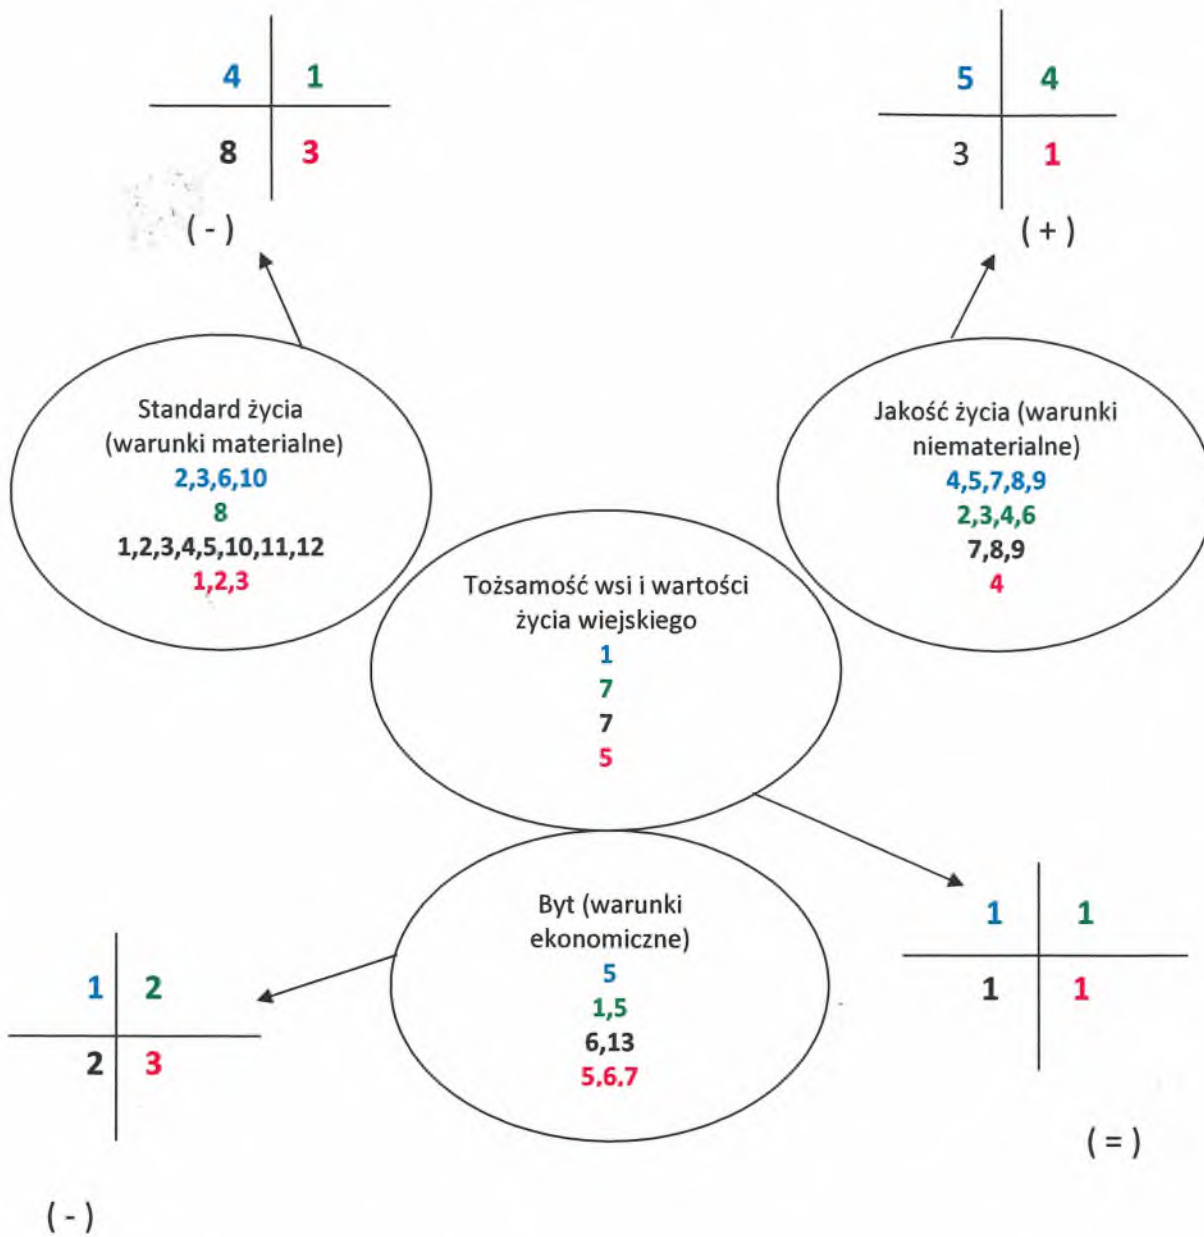 4 1
8 3
( - )
5 4
3 1
( + )
Standard życia
(warunki materialne)
2,3,6,10
8
1,2,3,4,5,10,11,12
1,2,3
Jakość życia (warunki
niematerialne)
4,5,7,8,9
2,3,4,6
7,8,9
4
Tożsamość wsi i wartości
życia wiejskiego
1
7
7
5
Byt (warunki
ekonomiczne)
5
1,5
6,13
5,6,7
1 2
2 3
( - )
1 1
1 1
( = )